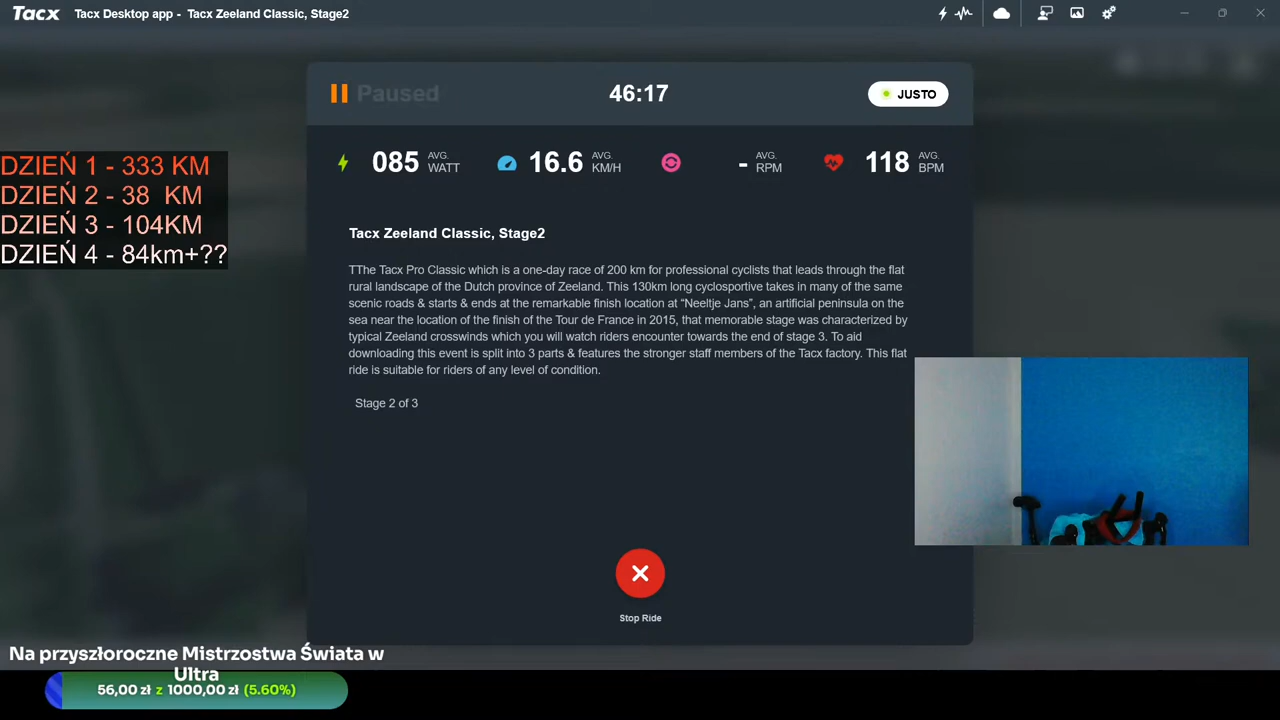 Tacx Tacx Desktop app - Tacx Zeeland Classic, Stage2
Paused 46:17 JUSTO
085 AVG. WATT 16.6 AVG. KM/H - AVG. RPM 118 AVG. BPM
DZIEŃ 1 - 333 KM
DZIEŃ 2 - 38 KM
DZIEŃ 3 - 104KM
DZIEŃ 4 - 84km+??
Tacx Zeeland Classic, Stage2
TThe Tacx Pro Classic which is a one-day race of 200 km for professional cyclists that leads through the flat
rural landscape of the Dutch province of Zeeland. This 130km long cyclosportive takes in many of the same
scenic roads & starts & ends at the remarkable finish location at “Neeltje Jans”, an artificial peninsula on the
sea near the location of the finish of the Tour de France in 2015, that memorable stage was characterized by
typical Zeeland crosswinds which you will watch riders encounter towards the end of stage 3. To aid
downloading this event is split into 3 parts & features the stronger staff members of the Tacx factory. This flat
ride is suitable for riders of any level of condition.
Stage 2 of 3
Stop Ride
Na przyszłoroczne Mistrzostwa Świata w
Ultra
56,00 zł z 1000,00 zł (5.60%)